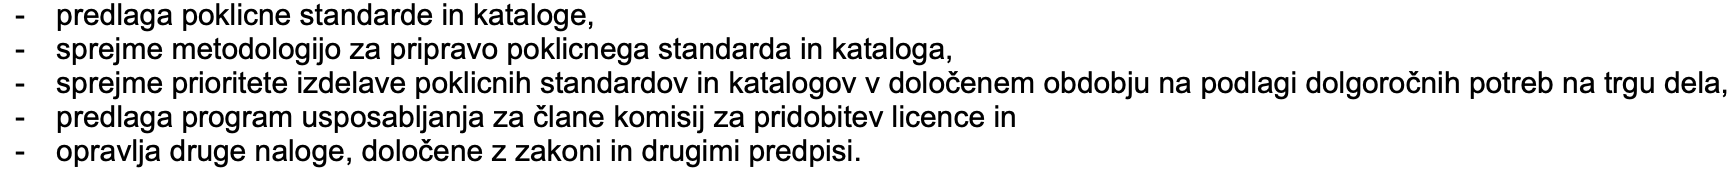 - predlaga poklicne standarde in kataloge,
- sprejme metodologijo za pripravo poklicnega standarda in kataloga,
- sprejme prioritete izdelave poklicnih standardov in katalogov v določenem obdobju na podlagi dolgoročnih potreb na trgu dela,
- predlaga program usposabljanja za člane komisij za pridobitev licence in
- opravlja druge naloge, določene z zakoni in drugimi predpisi.